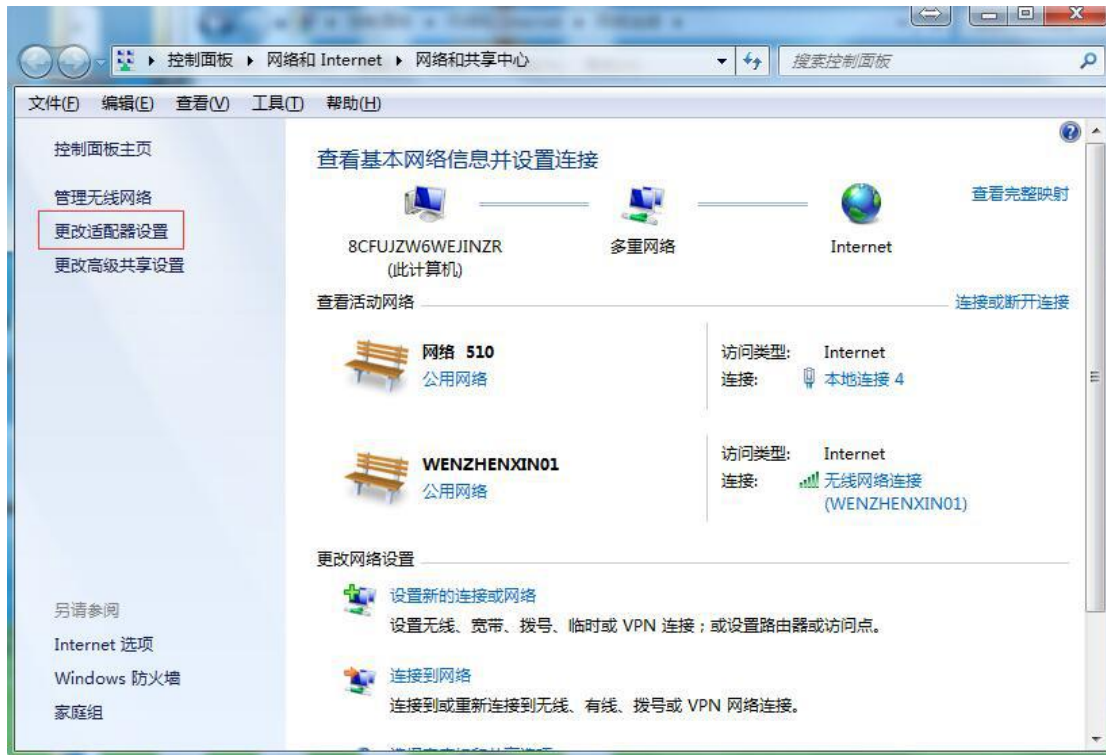 控制面板 ▸ 网络和 Internet ▸ 网络和共享中心
搜索控制面板
文件(F) 编辑(E) 查看(V) 工具(T) 帮助(H)
控制面板主页
管理无线网络
更改适配器设置
更改高级共享设置
另请参阅
Internet 选项
Windows 防火墙
家庭组
查看基本网络信息并设置连接
查看完整映射
8CFUJZW6WEJINZR 多重网络 Internet
(此计算机)
查看活动网络 连接或断开连接
网络 510 访问类型: Internet
公用网络 连接: 本地连接 4
WENZHENXIN01 访问类型: Internet
公用网络 连接: 无线网络连接
(WENZHENXIN01)
更改网络设置
设置新的连接或网络
设置无线、宽带、拨号、临时或 VPN 连接；或设置路由器或访问点。
连接到网络
连接到或重新连接到无线、有线、拨号或 VPN 网络连接。